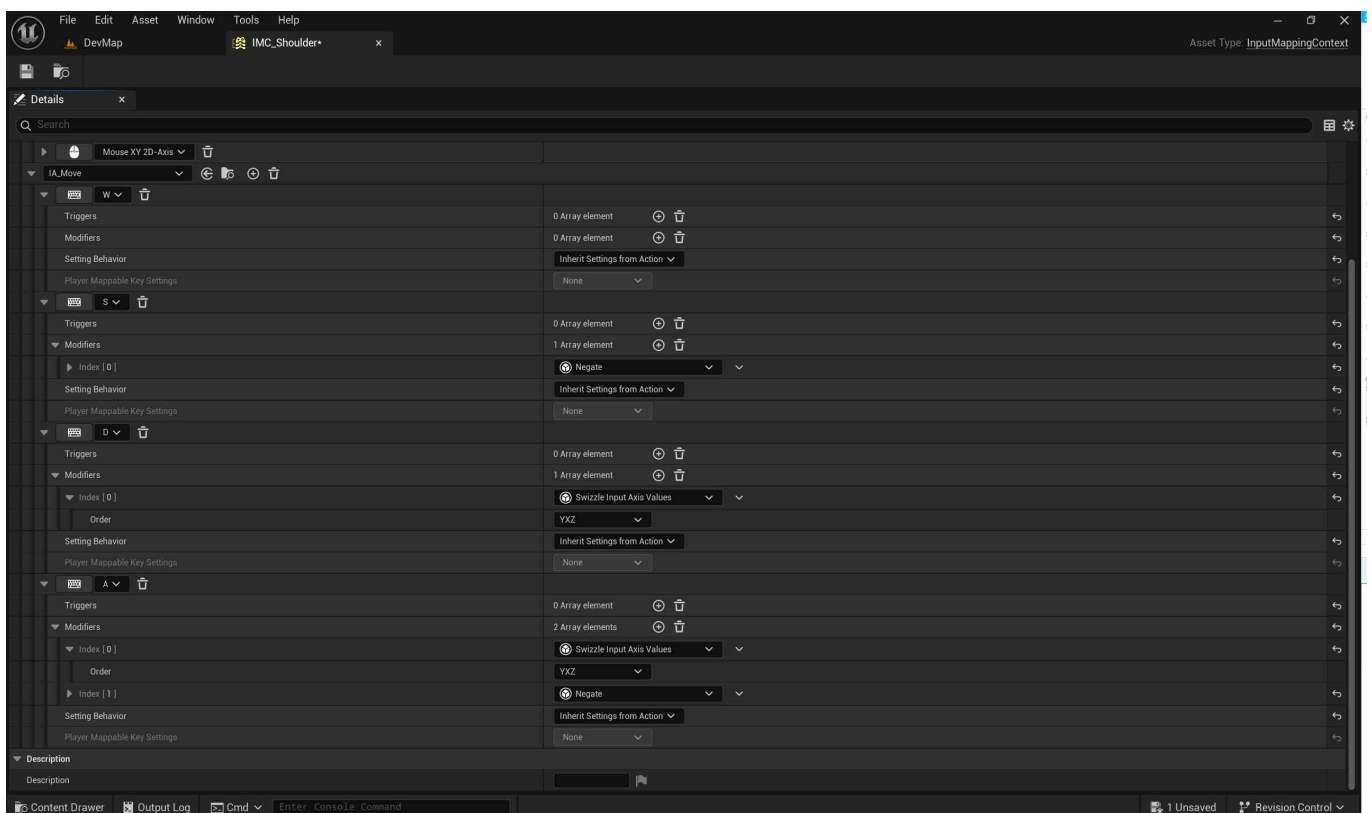 File Edit Asset Window Tools Help
DevMap IMC_Shoulder• Asset Type: InputMappingContext
Details
Search
Mouse XY 2D-Axis
IA_Move
W
Triggers 0 Array element
Modifiers 0 Array element
Setting Behavior Inherit Settings from Action
Player Mappable Key Settings None
S
Triggers 0 Array element
Modifiers 1 Array element
Index [ 0 ] Negate
Setting Behavior Inherit Settings from Action
Player Mappable Key Settings None
D
Triggers 0 Array element
Modifiers 1 Array element
Index [ 0 ] Swizzle Input Axis Values
Order YXZ
Setting Behavior Inherit Settings from Action
Player Mappable Key Settings None
A
Triggers 0 Array element
Modifiers 2 Array elements
Index [ 0 ] Swizzle Input Axis Values
Order YXZ
Index [ 1 ] Negate
Setting Behavior Inherit Settings from Action
Player Mappable Key Settings None
Description
Description
Content Drawer Output Log Cmd Enter Console Command 1 Unsaved Revision Control